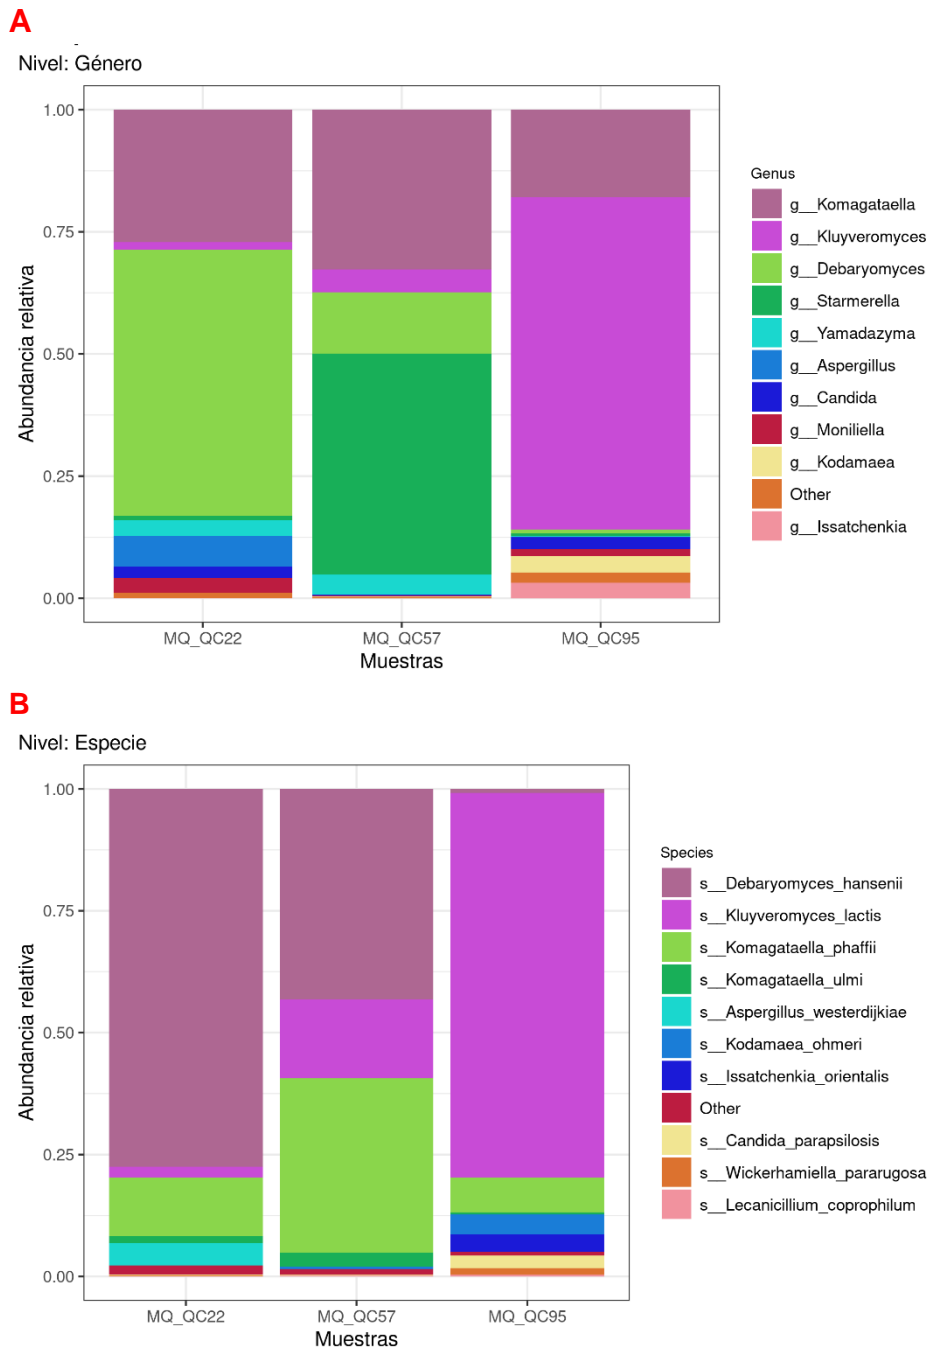 A
Nivel: Género
1.00
0.75
0.50
0.25
0.00
Abundancia relativa
MQ_QC22
MQ_QC57
MQ_QC95
Muestras
Genus
g__Komagataella
g__Kluyveromyces
g__Debaryomyces
g__Starmerella
g__Yamadazyma
g__Aspergillus
g__Candida
g__Moniliella
g__Kodamaea
Other
g__Issatchenkia
B
Nivel: Especie
1.00
0.75
0.50
0.25
0.00
Abundancia relativa
MQ_QC22
MQ_QC57
MQ_QC95
Muestras
Species
s__Debaryomyces_hansenii
s__Kluyveromyces_lactis
s__Komagataella_phaffii
s__Komagataella_ulmi
s__Aspergillus_westerdijkiae
s__Kodamaea_ohmeri
s__Issatchenkia_orientalis
Other
s__Candida_parapsilosis
s__Wickerhamiella_pararugosa
s__Lecanicillium_coprophilum